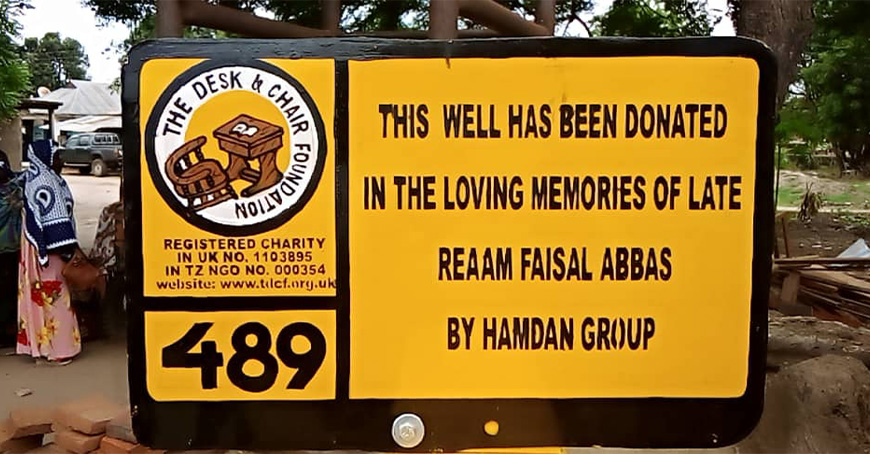 THE DESK & CHAIR FOUNDATION
REGISTERED CHARITY
IN UK NO. 1103895
IN TZ NGO NO. 000354
website: www.tdcf.org.uk
489
THIS WELL HAS BEEN DONATED
IN THE LOVING MEMORIES OF LATE
REAAM FAISAL ABBAS
BY HAMDAN GROUP